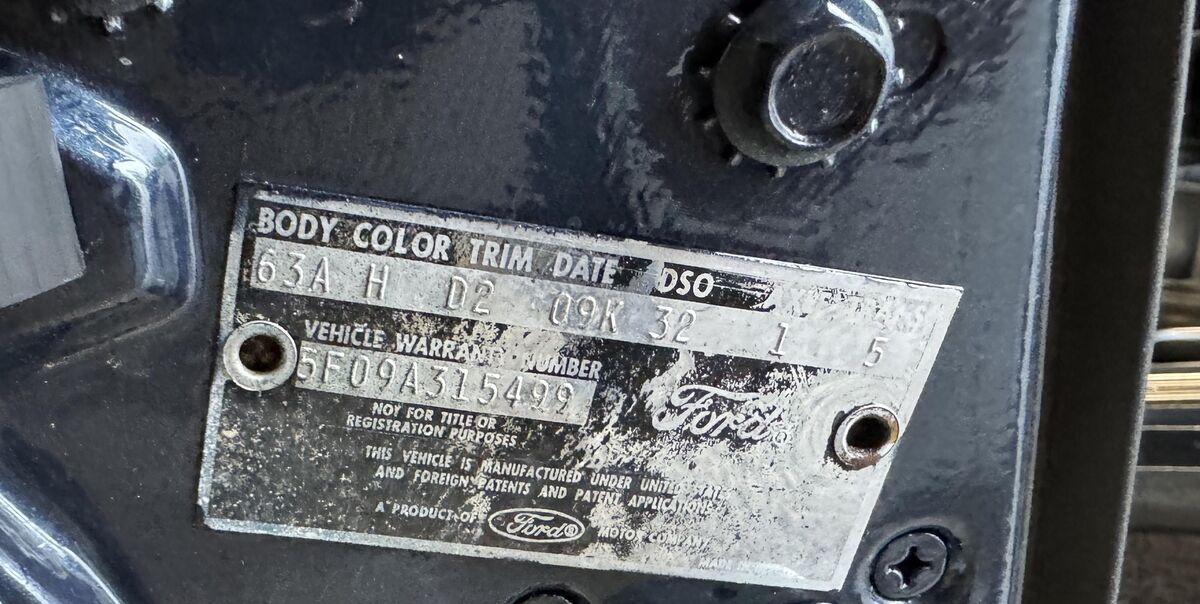 BODY COLOR TRIM DATE DSO
63A H D2 09K 32 1 5
VEHICLE WARRANTY NUMBER
5F09A315499
NOT FOR TITLE OR
REGISTRATION PURPOSES
Ford
THIS VEHICLE IS MANUFACTURED UNDER
AND FOREIGN PATENTS AND PATENT APPLICATIONS
A PRODUCT OF Ford® MOTOR COMPANY
MADE IN